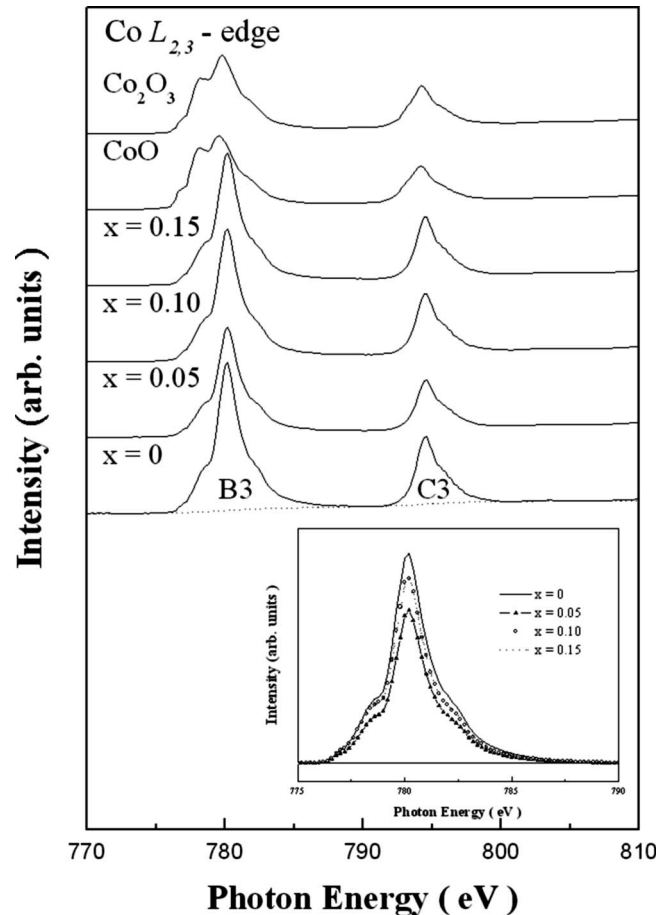 Co L2,3 - edge
Co2O3
CoO
x = 0.15
x = 0.10
x = 0.05
x = 0
B3
C3
Intensity (arb. units)
x = 0
x = 0.05
x = 0.10
x = 0.15
Intensity (arb. units)
775
780
785
790
Photon Energy ( eV )
770
780
790
800
810
Photon Energy ( eV )